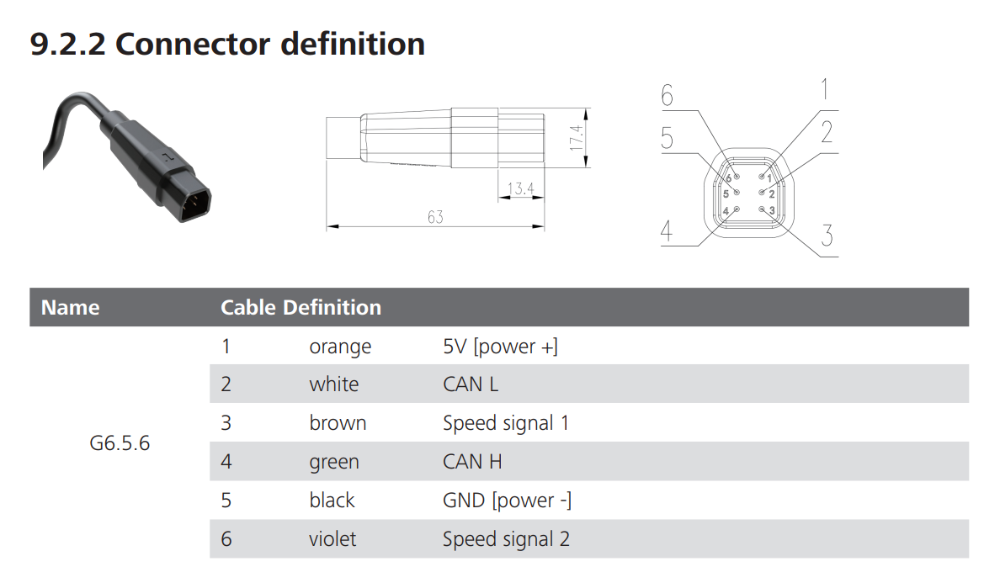 9.2.2 Connector definition
6
1
5
2
17.4
13.4
63
6 1
5 2
4 3
4
3
Name Cable Definition
1 orange 5V [power +]
2 white CAN L
3 brown Speed signal 1
G6.5.6
4 green CAN H
5 black GND [power -]
6 violet Speed signal 2